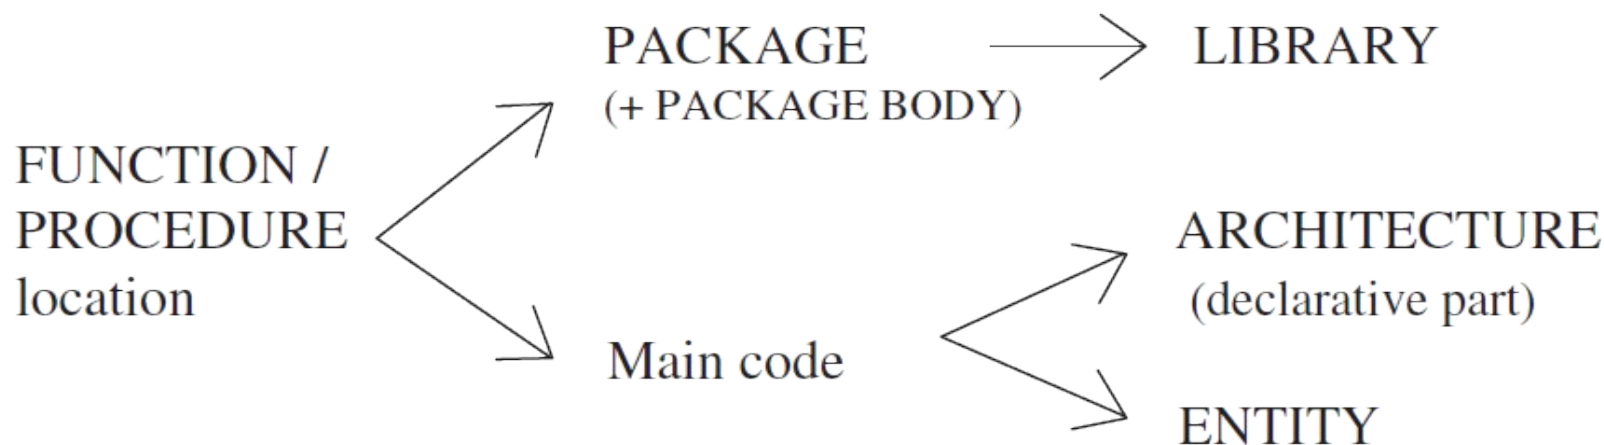 FUNCTION /
PROCEDURE
location
PACKAGE
(+ PACKAGE BODY)
LIBRARY
Main code
ARCHITECTURE
(declarative part)
ENTITY